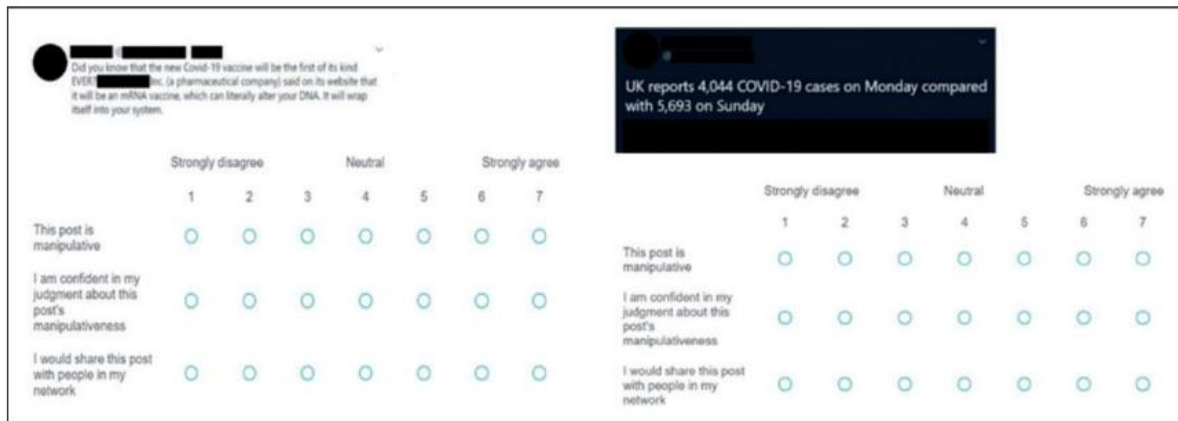 Did you know that the new Covid-19 vaccine will be the first of its kind
EVER? Inc. (a pharmaceutical company) said on its website that
it will be an mRNA vaccine, which can literally alter your DNA. It will wrap
itself into your system.
Strongly disagree Neutral Strongly agree
1 2 3 4 5 6 7
This post is
manipulative
I am confident in my
judgment about this
post's
manipulativeness
I would share this post
with people in my
network
UK reports 4,044 COVID-19 cases on Monday compared
with 5,693 on Sunday
Strongly disagree Neutral Strongly agree
1 2 3 4 5 6 7
This post is
manipulative
I am confident in my
judgment about this
post's
manipulativeness
I would share this post
with people in my
network